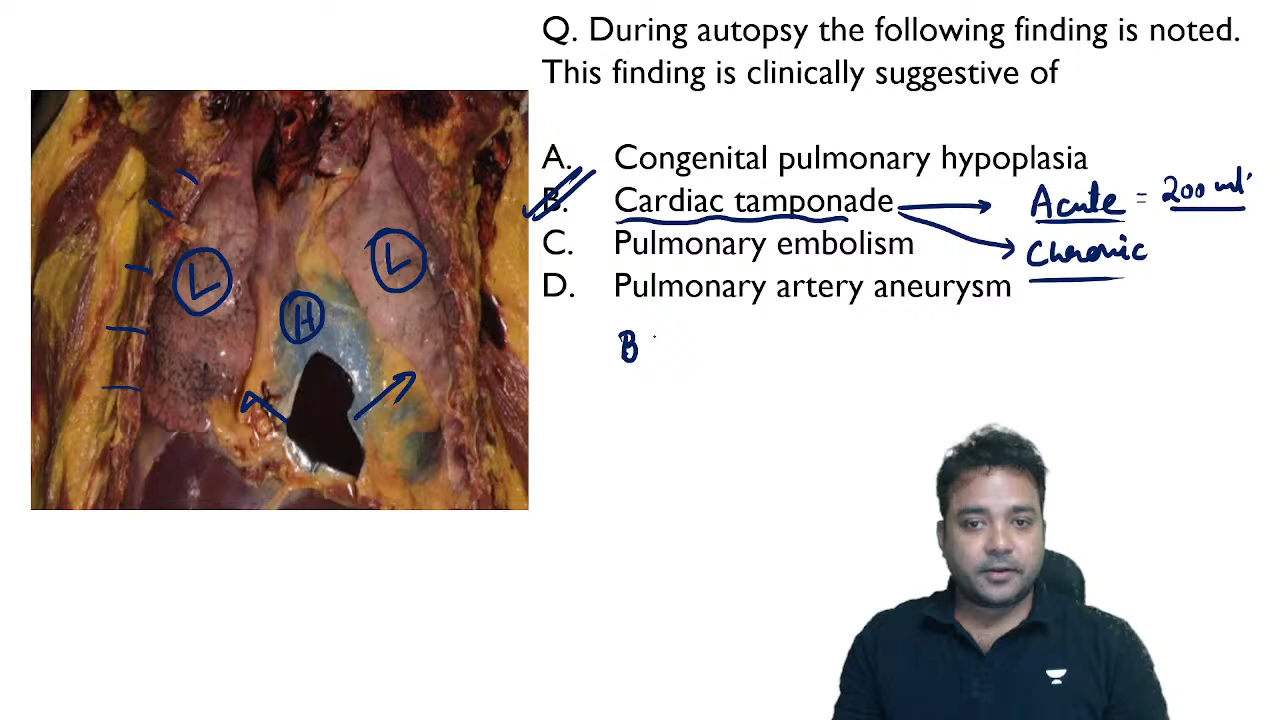 Q. During autopsy the following finding is noted.
This finding is clinically suggestive of
A. Congenital pulmonary hypoplasia
B. Cardiac tamponade
C. Pulmonary embolism
D. Pulmonary artery aneurysm
Acute = 200 ml
Chronic
B
L
L
H